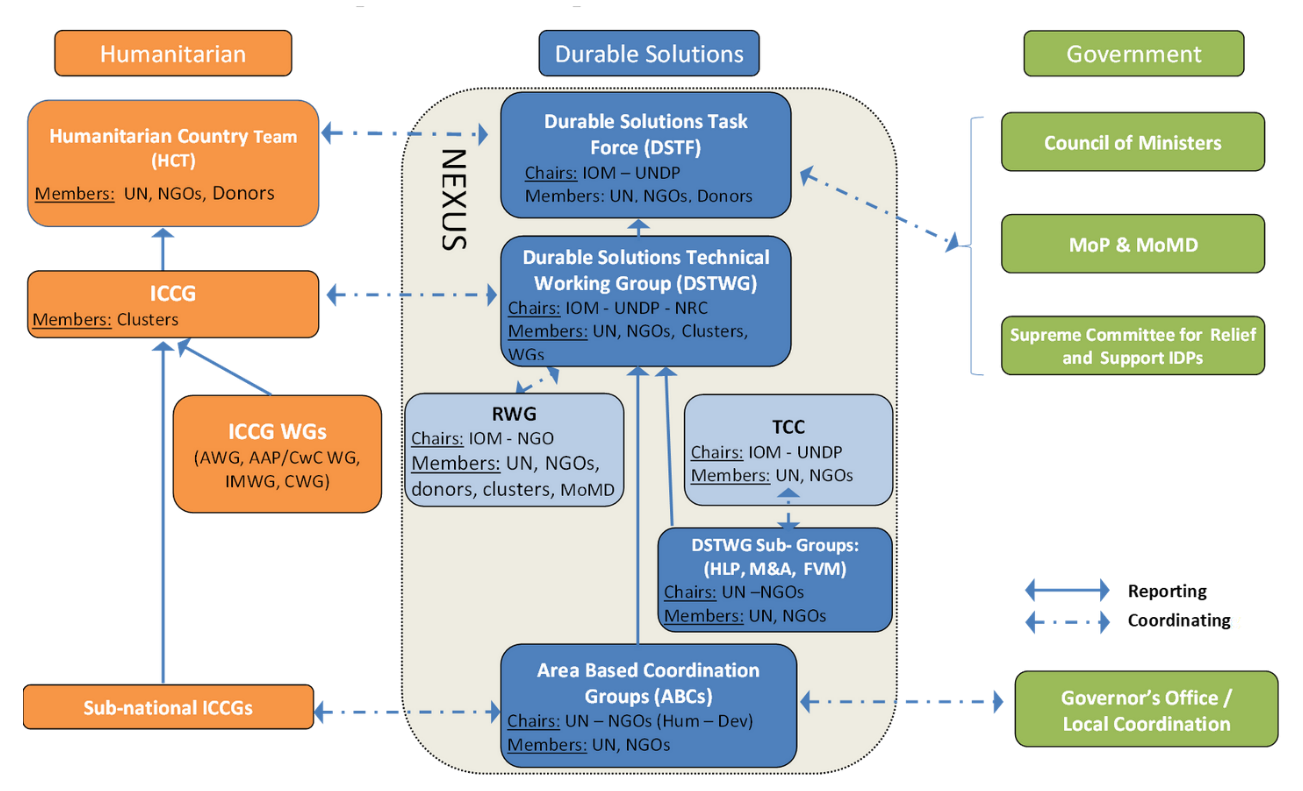 Humanitarian
Durable Solutions
Government
Humanitarian Country Team
(HCT)
Members: UN, NGOs, Donors
NEXUS
Durable Solutions Task
Force (DSTF)
Chairs: IOM – UNDP
Members: UN, NGOs, Donors
Council of Ministers
MoP & MoMD
Supreme Committee for Relief
and Support IDPs
ICCG
Members: Clusters
Durable Solutions Technical
Working Group (DSTWG)
Chairs: IOM - UNDP - NRC
Members: UN, NGOs, Clusters,
WGs
ICCG WGs
(AWG, AAP/CwC WG,
IMWG, CWG)
RWG
Chairs: IOM - NGO
Members: UN, NGOs,
donors, clusters, MoMD
TCC
Chairs: IOM - UNDP
Members: UN, NGOs
DSTWG Sub- Groups:
(HLP, M&A, FVM)
Chairs: UN –NGOs
Members: UN, NGOs
Reporting
Coordinating
Sub-national ICCGs
Area Based Coordination
Groups (ABCs)
Chairs: UN – NGOs (Hum – Dev)
Members: UN, NGOs
Governor's Office /
Local Coordination